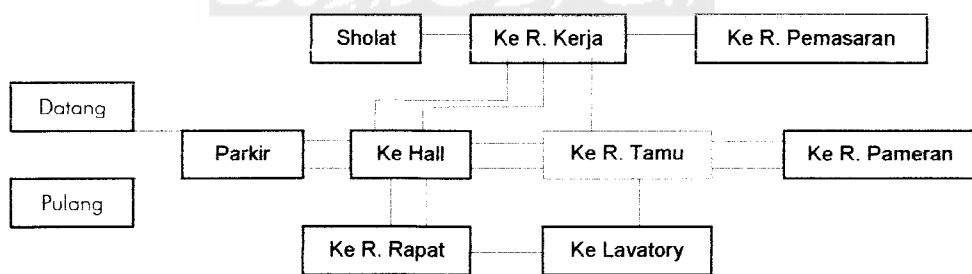 Sholat
Ke R. Kerja
Ke R. Pemasaran
Datang
Parkir
Ke Hall
Ke R. Tamu
Ke R. Pameran
Pulang
Ke R. Rapat
Ke Lavatory